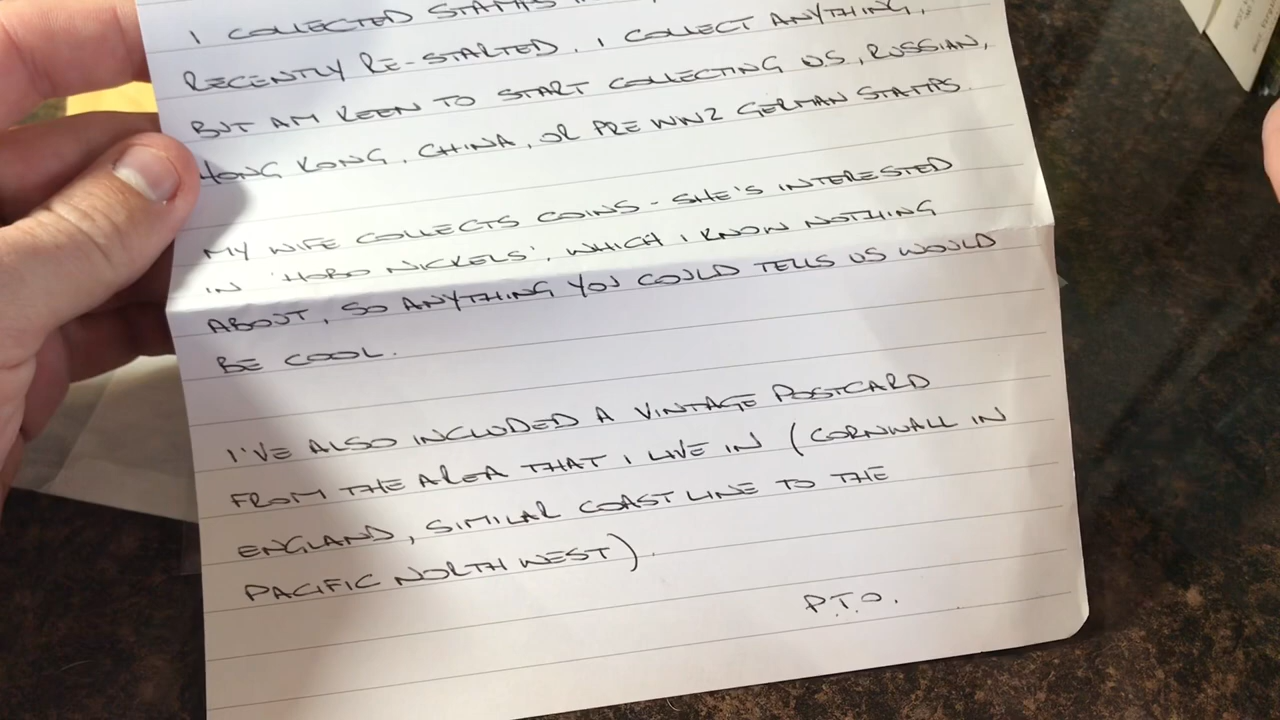 I COLLECTED STAMPS
RECENTLY RE-STARTED. I COLLECT ANYTHING,
BUT AM KEEN TO START COLLECTING US, RUSSIAN,
HONG KONG, CHINA, OR PRE WW2 GERMAN STAMPS.
MY WIFE COLLECTS COINS - SHE'S INTERESTED
IN 'HOBO NICKELS', WHICH I KNOW NOTHING
ABOUT, SO ANYTHING YOU COULD TELLS US WOULD
BE COOL.
I'VE ALSO INCLUDED A VINTAGE POSTCARD
FROM THE AREA THAT I LIVE IN (CORNWALL IN
ENGLAND, SIMILAR COAST LINE TO THE
PACIFIC NORTH WEST).
P.T.O.